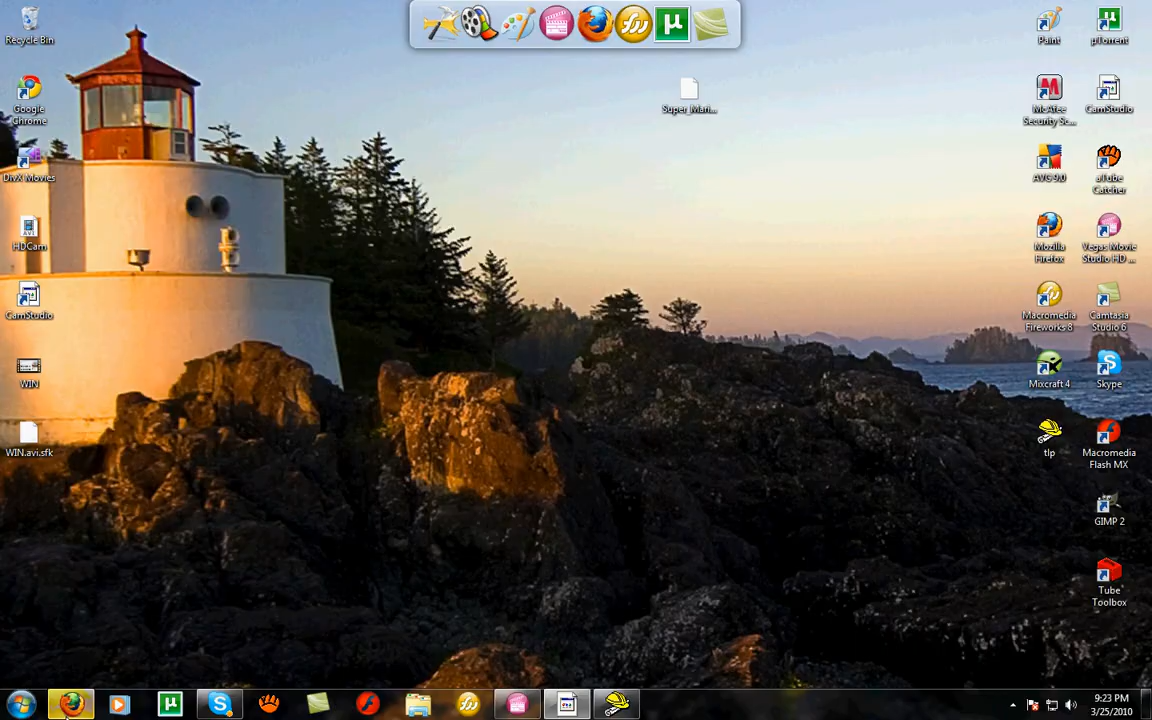 Recycle Bin
Google
Chrome
DivX Movies
HDCam
CamStudio
WIN
WIN.avi.sfk
Super_Mari...
Paint
µTorrent
McAfee
Security Sc...
CamStudio
AVG 9.0
aTube
Catcher
Mozilla
Firefox
Vegas Movie
Studio HD ...
Macromedia
Fireworks 8
Camtasia
Studio 6
Mixcraft 4
Skype
tlp
Macromedia
Flash MX
GIMP 2
Tube
Toolbox
9:23 PM
3/25/2010